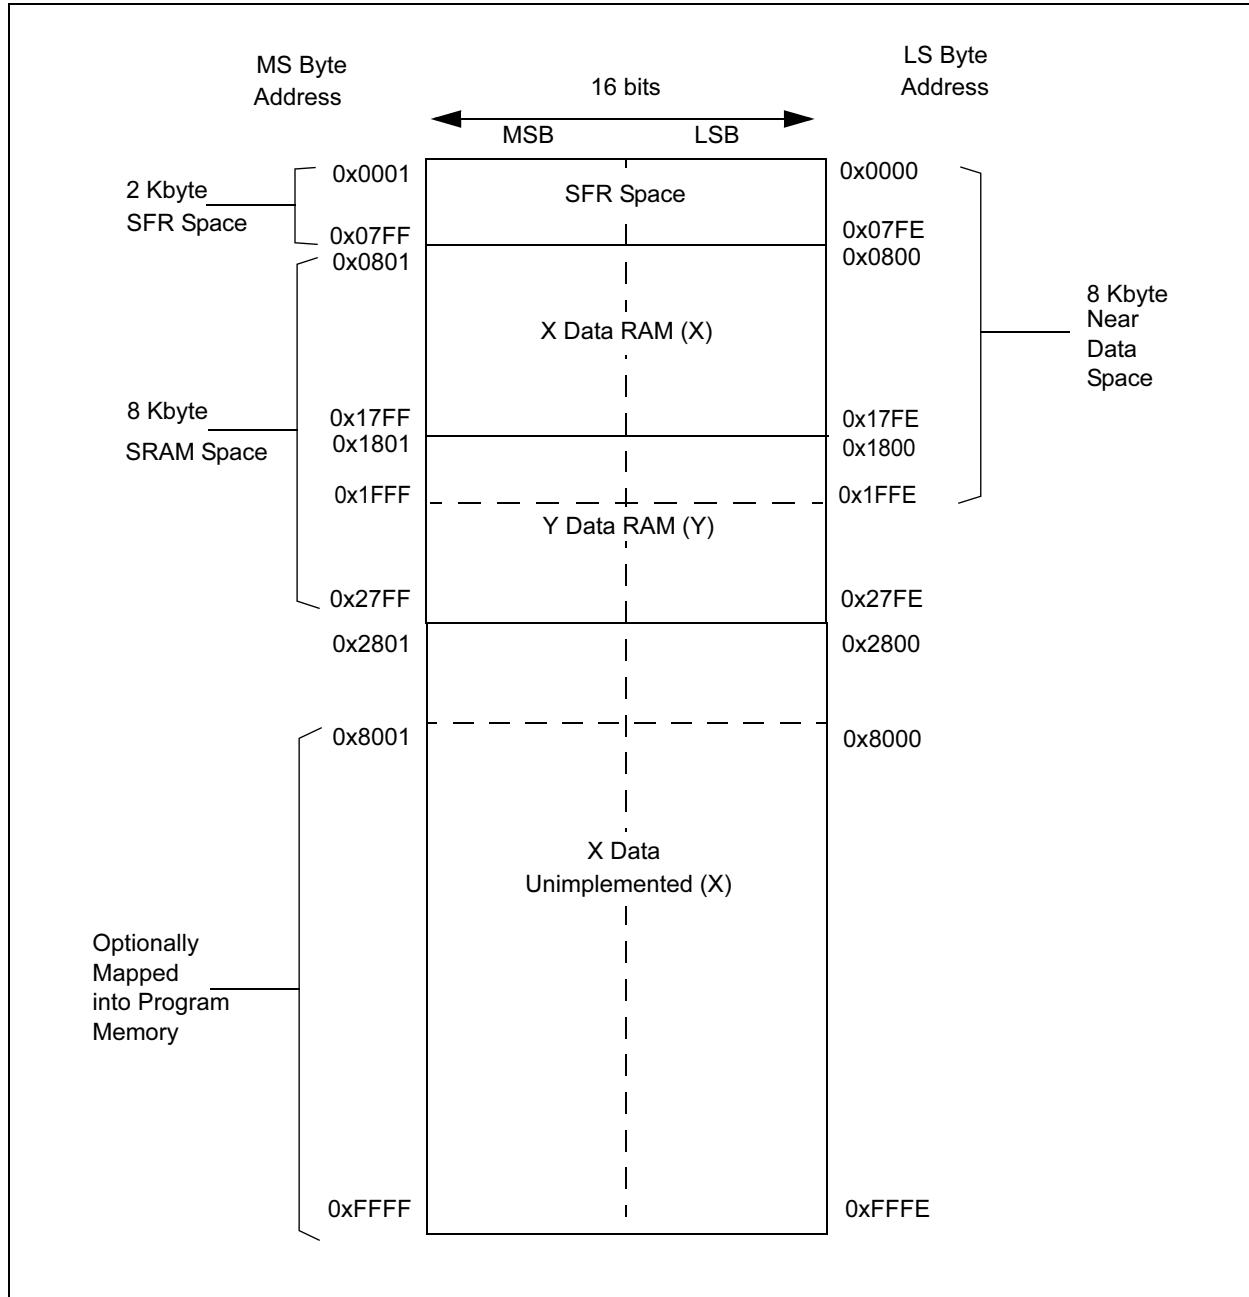 MS Byte
Address
LS Byte
Address
16 bits
MSB
LSB
0x0001
0x0000
2 Kbyte
SFR Space
SFR Space
0x07FF
0x07FE
0x0801
0x0800
8 Kbyte
Near
Data
Space
X Data RAM (X)
8 Kbyte
SRAM Space
0x17FF
0x17FE
0x1801
0x1800
0x1FFF
0x1FFE
Y Data RAM (Y)
0x27FF
0x27FE
0x2801
0x2800
0x8001
0x8000
X Data
Unimplemented (X)
Optionally
Mapped
into Program
Memory
0xFFFF
0xFFFE